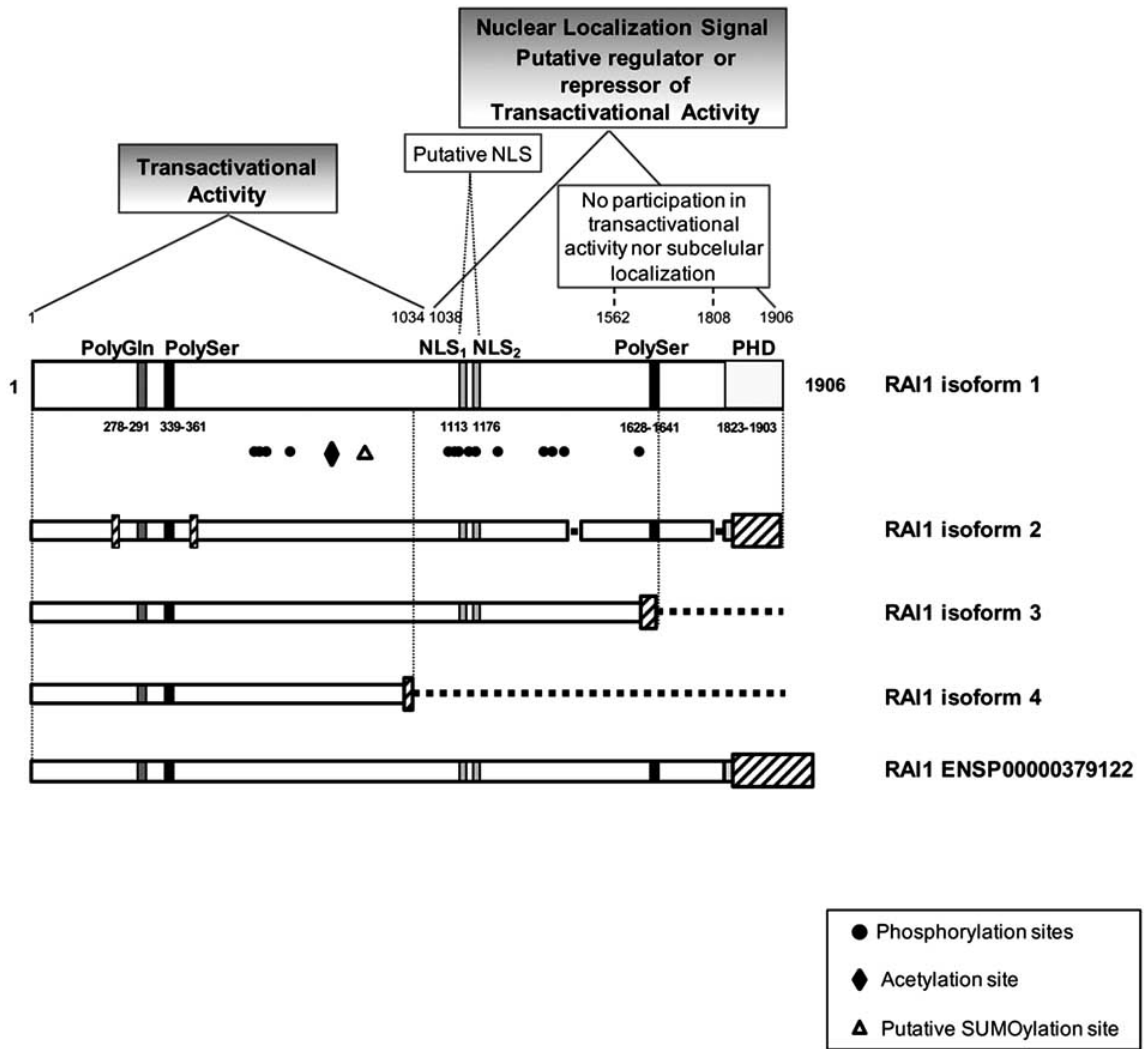 Nuclear Localization Signal
Putative regulator or
repressor of
Transactivational Activity
Putative NLS
Transactivational
Activity
No participation in
transactivational
activity nor subcelular
localization
1 1034 1038 1562 1808 1906
PolyGln PolySer NLS1 NLS2 PolySer PHD
1 1906 RAI1 isoform 1
278-291 339-361 1113 1176 1628-1641 1823-1903
RAI1 isoform 2
RAI1 isoform 3
RAI1 isoform 4
RAI1 ENSP00000379122
Phosphorylation sites
Acetylation site
Putative SUMOylation site